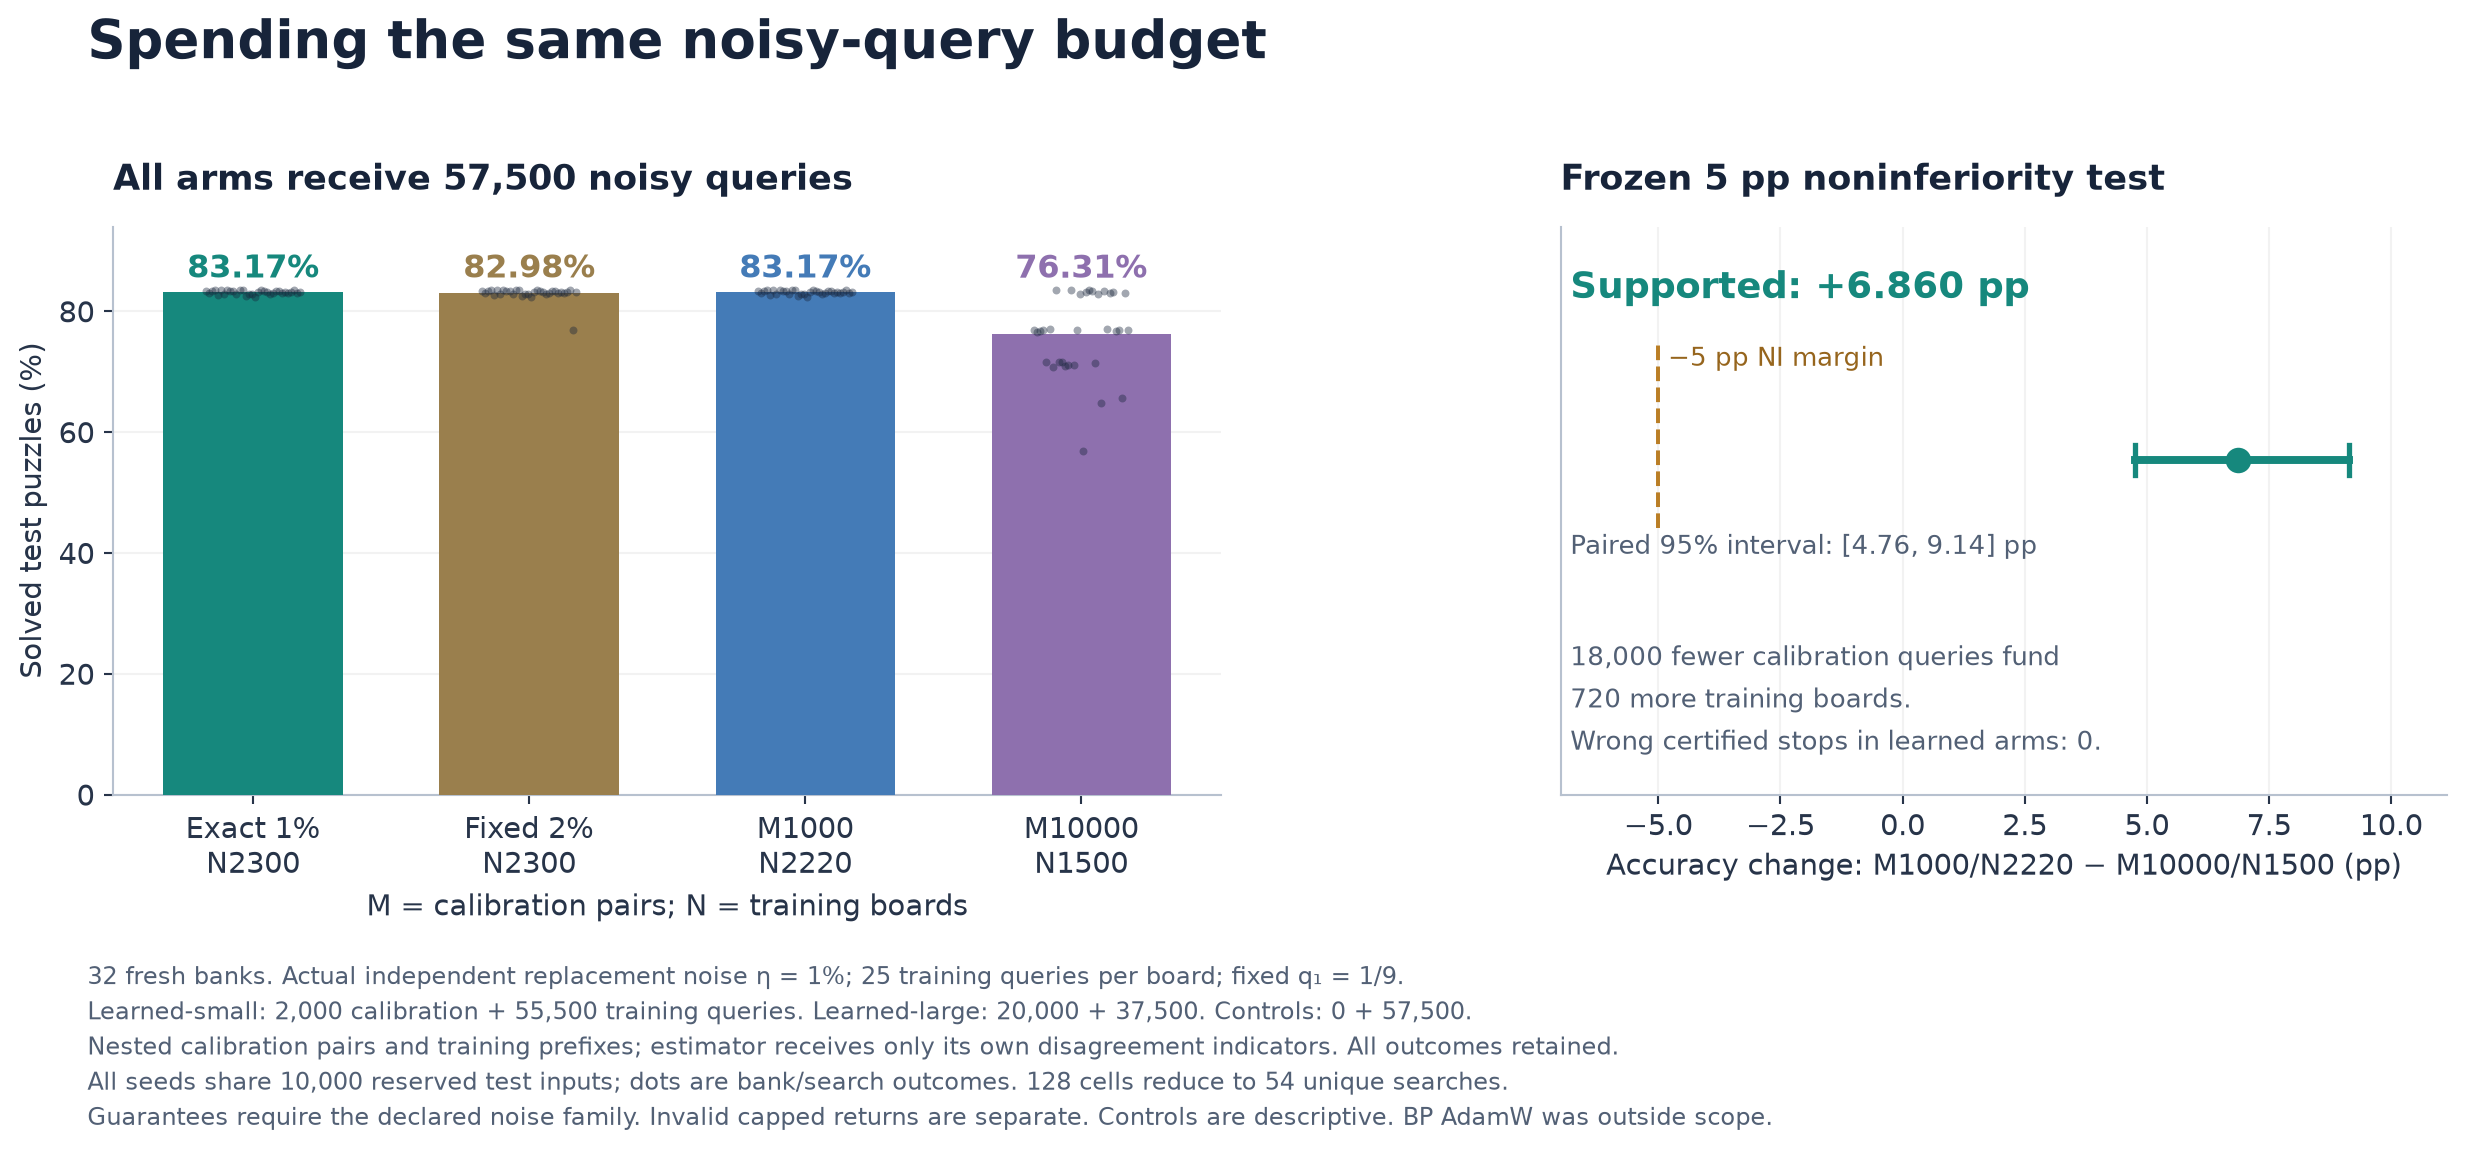 Spending the same noisy-query budget
All arms receive 57,500 noisy queries
83.17%
82.98%
83.17%
76.31%
Solved test puzzles (%)
80
60
40
20
0
Exact 1%
N2300
Fixed 2%
N2300
M1000
N2220
M10000
N1500
M = calibration pairs; N = training boards
Frozen 5 pp noninferiority test
Supported: +6.860 pp
−5 pp NI margin
Paired 95% interval: [4.76, 9.14] pp
18,000 fewer calibration queries fund
720 more training boards.
Wrong certified stops in learned arms: 0.
−5.0
−2.5
0.0
2.5
5.0
7.5
10.0
Accuracy change: M1000/N2220 − M10000/N1500 (pp)
32 fresh banks. Actual independent replacement noise η = 1%; 25 training queries per board; fixed q₁ = 1/9.
Learned-small: 2,000 calibration + 55,500 training queries. Learned-large: 20,000 + 37,500. Controls: 0 + 57,500.
Nested calibration pairs and training prefixes; estimator receives only its own disagreement indicators. All outcomes retained.
All seeds share 10,000 reserved test inputs; dots are bank/search outcomes. 128 cells reduce to 54 unique searches.
Guarantees require the declared noise family. Invalid capped returns are separate. Controls are descriptive. BP AdamW was outside scope.